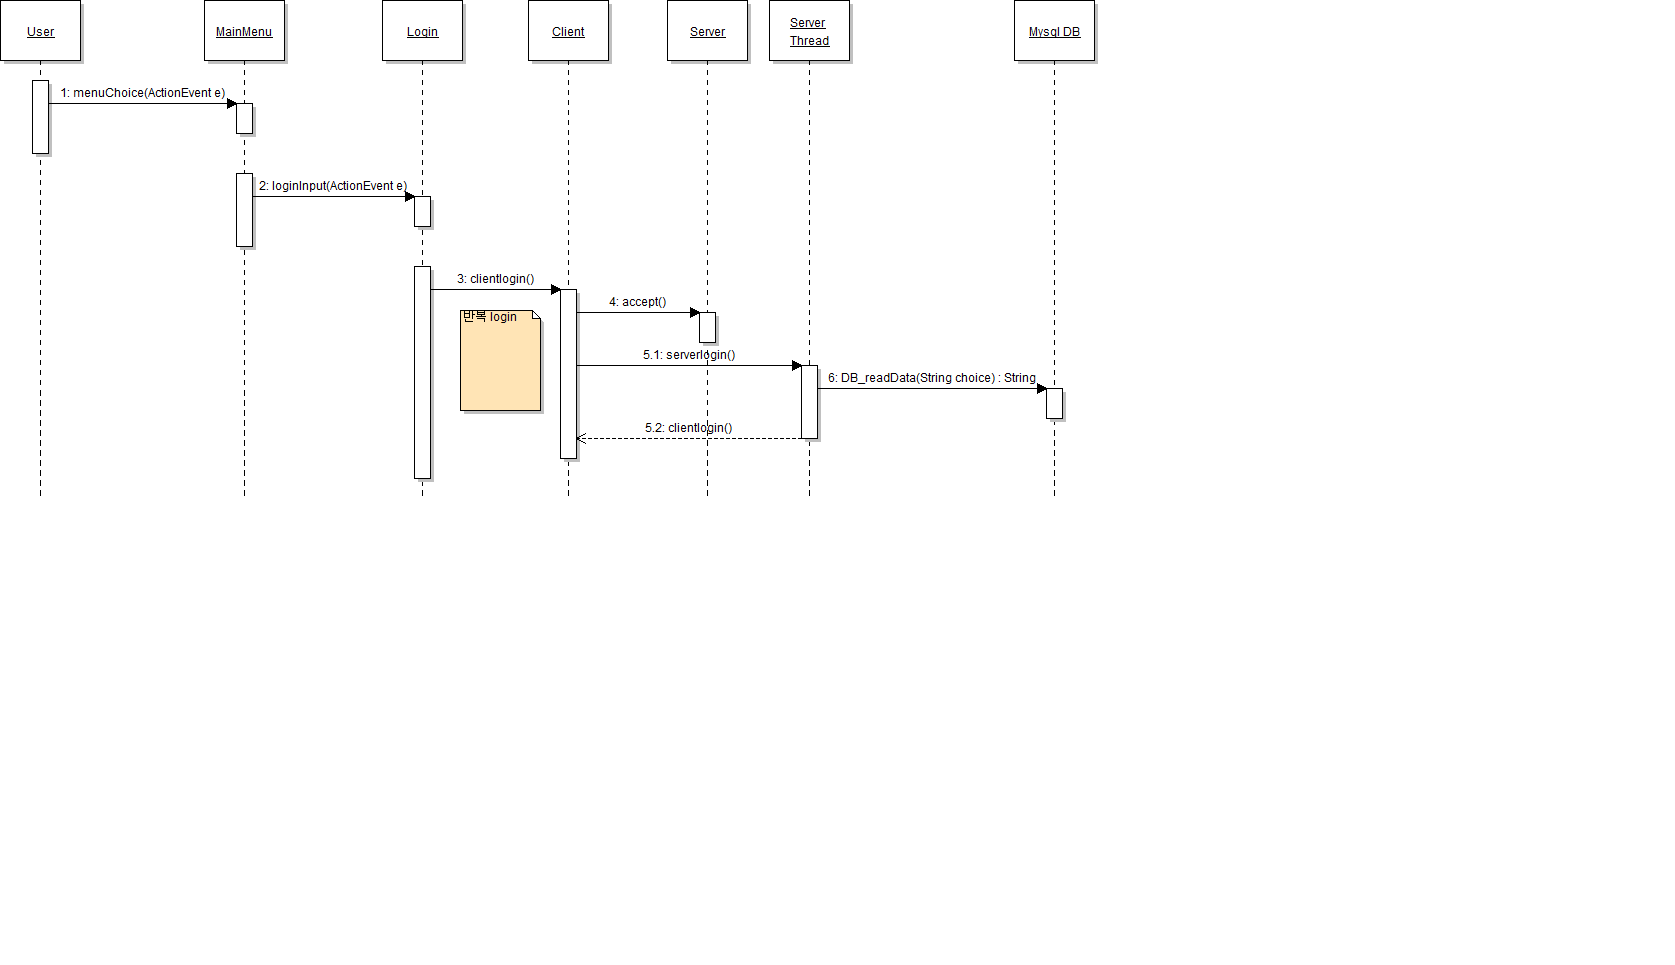 User
MainMenu
Login
Client
Server
Server
Thread
Mysql DB
1: menuChoice(ActionEvent e)
2: loginInput(ActionEvent e)
3: clientlogin()
4: accept()
반복 login
5.1: serverlogin()
6: DB_readData(String choice) : String
5.2: clientlogin()